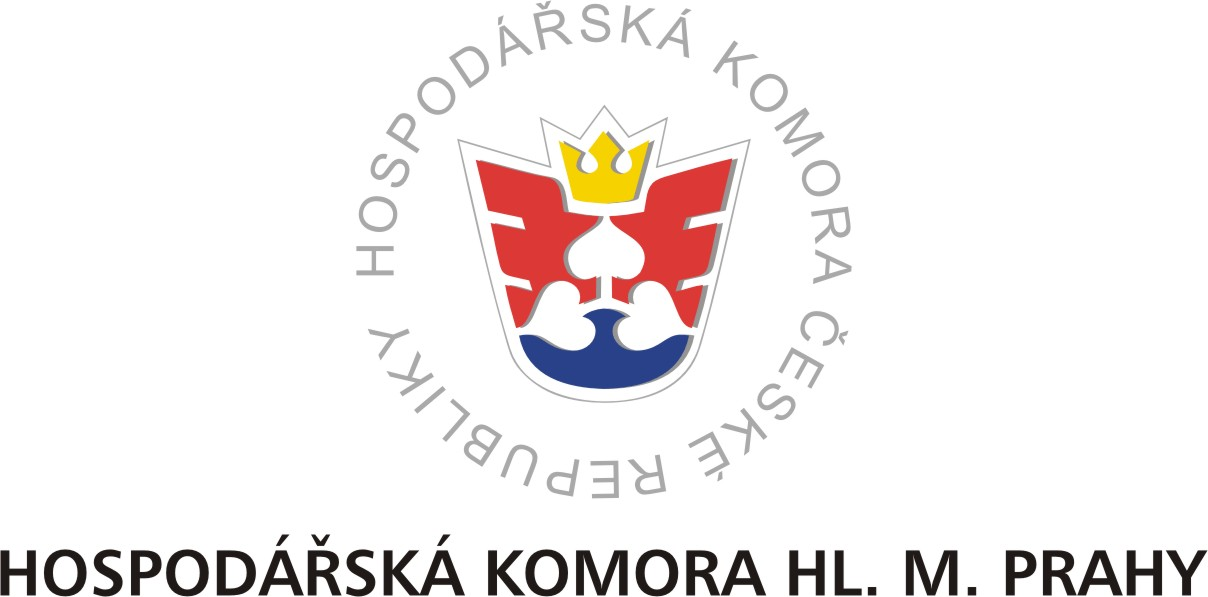 HOSPODÁŘSKÁ KOMORA ČESKÉ REPUBLIKY
HOSPODÁŘSKÁ KOMORA HL. M. PRAHY